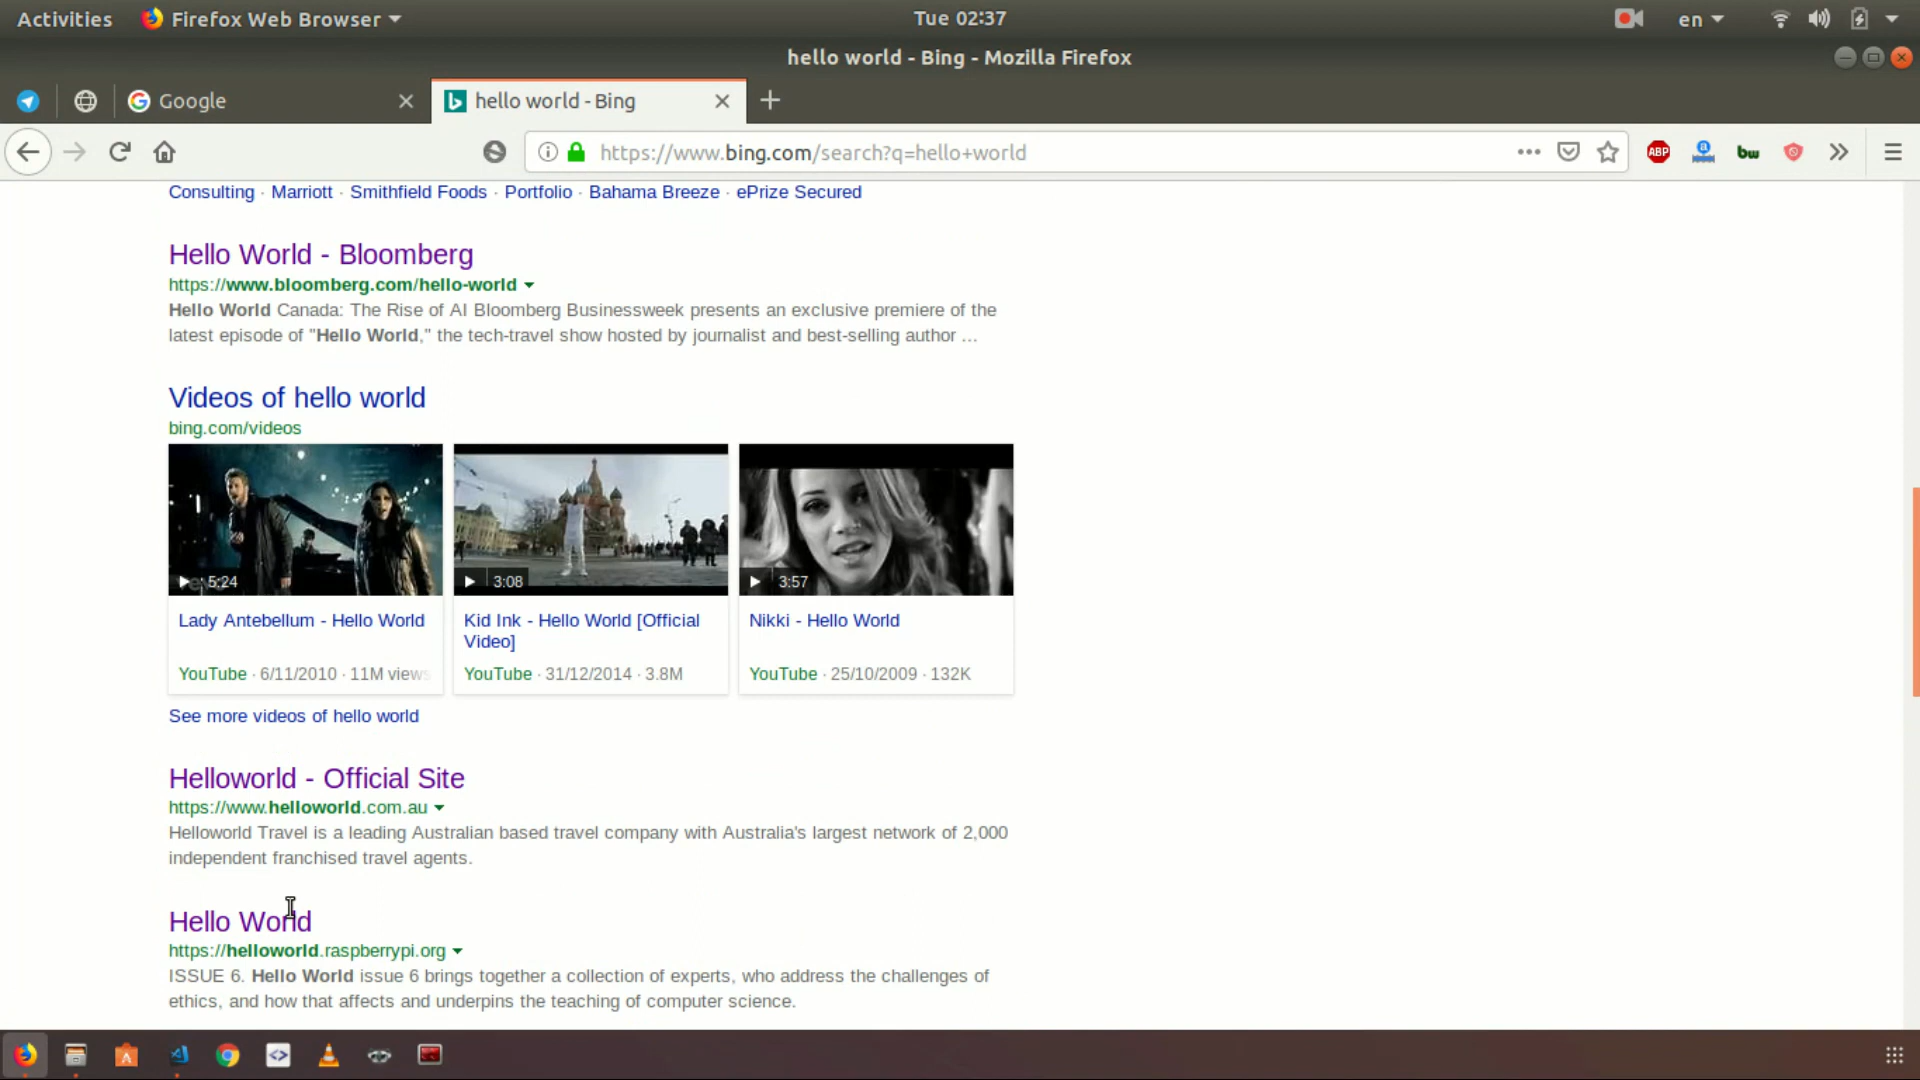 Activities Firefox Web Browser Tue 02:37 en
hello world - Bing - Mozilla Firefox
Google hello world - Bing
https://www.bing.com/search?q=hello+world ABP a bw
Consulting · Marriott · Smithfield Foods · Portfolio · Bahama Breeze · ePrize Secured
Hello World - Bloomberg
https://www.bloomberg.com/hello-world
Hello World Canada: The Rise of AI Bloomberg Businessweek presents an exclusive premiere of the
latest episode of "Hello World," the tech-travel show hosted by journalist and best-selling author ...
Videos of hello world
bing.com/videos
5:24 3:08 3:57
Lady Antebellum - Hello World
Kid Ink - Hello World [Official
Video]
Nikki - Hello World
YouTube · 6/11/2010 · 11M views
YouTube · 31/12/2014 · 3.8M
YouTube · 25/10/2009 · 132K
See more videos of hello world
Helloworld - Official Site
https://www.helloworld.com.au
Helloworld Travel is a leading Australian based travel company with Australia's largest network of 2,000
independent franchised travel agents.
Hello World
https://helloworld.raspberrypi.org
ISSUE 6. Hello World issue 6 brings together a collection of experts, who address the challenges of
ethics, and how that affects and underpins the teaching of computer science.